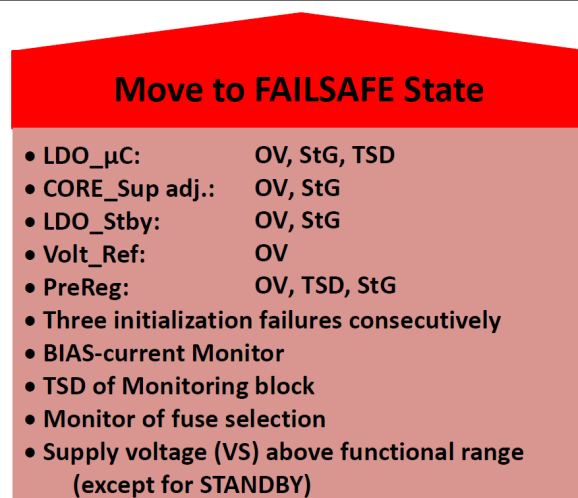 Move to FAILSAFE State
• LDO_µC: OV, StG, TSD
• CORE_Sup adj.: OV, StG
• LDO_Stby: OV, StG
• Volt_Ref: OV
• PreReg: OV, TSD, StG
• Three initialization failures consecutively
• BIAS-current Monitor
• TSD of Monitoring block
• Monitor of fuse selection
• Supply voltage (VS) above functional range
(except for STANDBY)